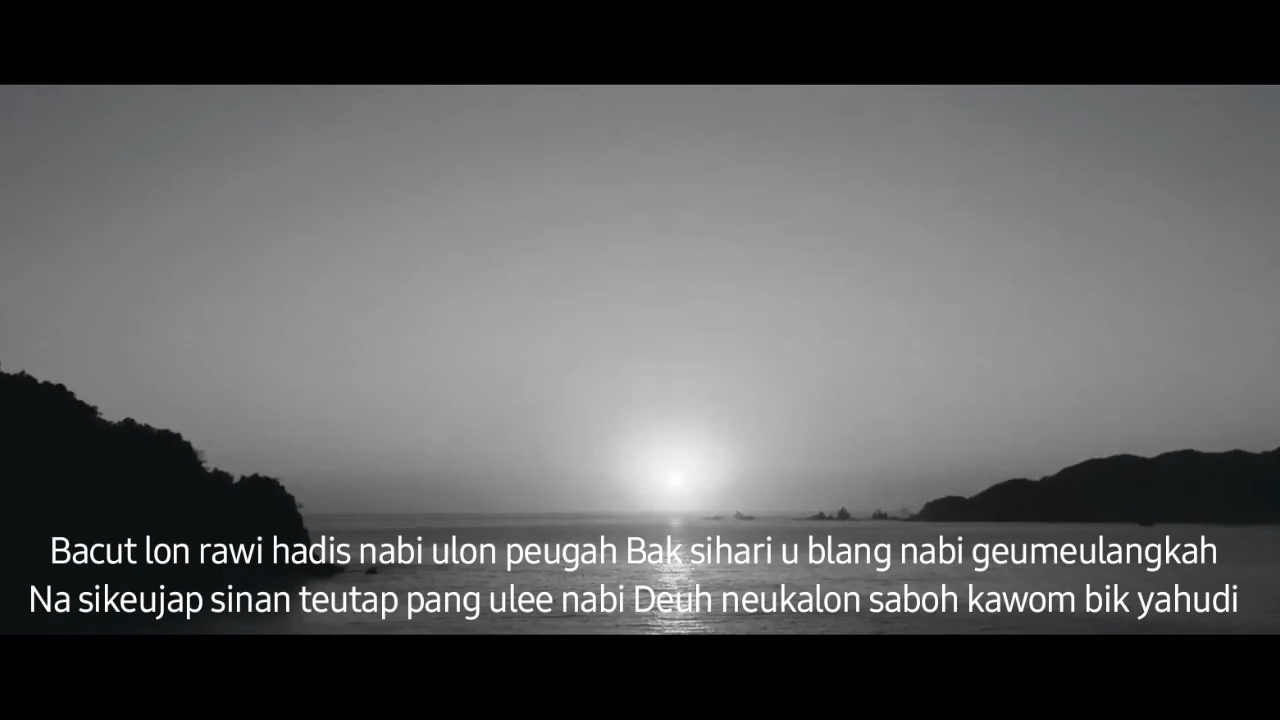 Bacut lon rawi hadis nabi ulon peugah Bak sihari u blang nabi geumeulangkah
Na sikeujap sinan teutap pang ulee nabi Deuh neukalon saboh kawom bik yahudi